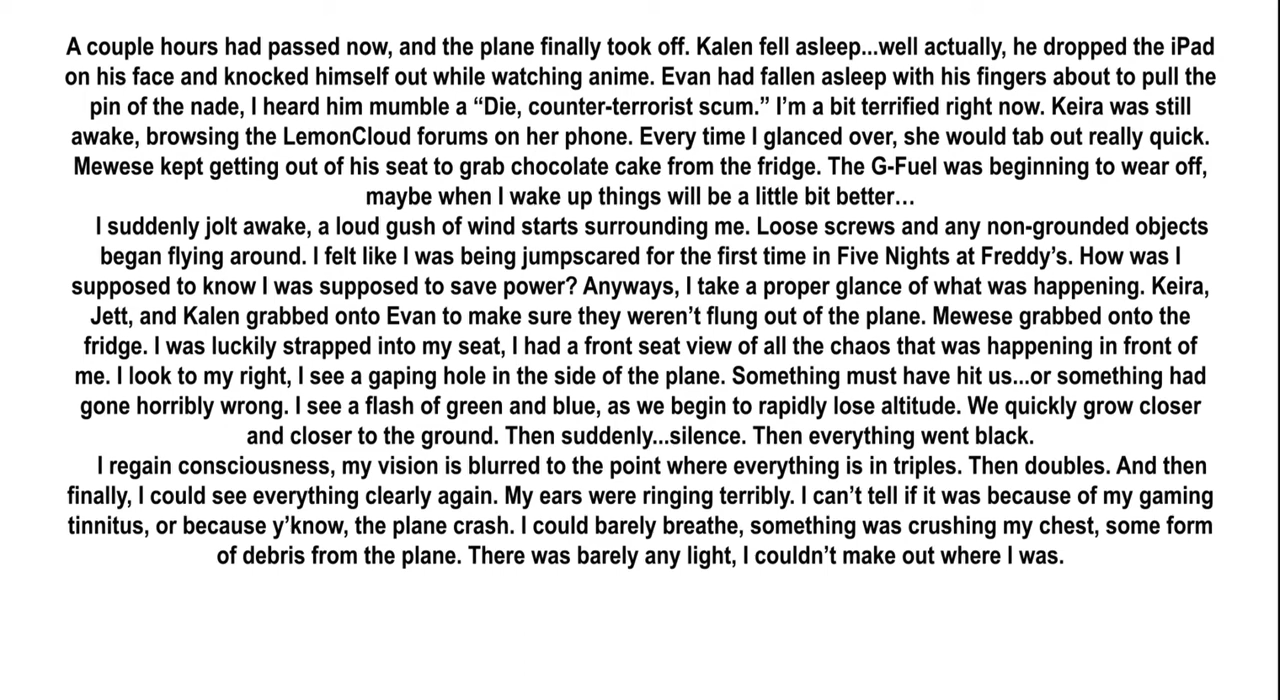 A couple hours had passed now, and the plane finally took off. Kalen fell asleep...well actually, he dropped the iPad
on his face and knocked himself out while watching anime. Evan had fallen asleep with his fingers about to pull the
pin of the nade, I heard him mumble a “Die, counter-terrorist scum.” I’m a bit terrified right now. Keira was still
awake, browsing the LemonCloud forums on her phone. Every time I glanced over, she would tab out really quick.
Mewese kept getting out of his seat to grab chocolate cake from the fridge. The G-Fuel was beginning to wear off,
maybe when I wake up things will be a little bit better…
I suddenly jolt awake, a loud gush of wind starts surrounding me. Loose screws and any non-grounded objects
began flying around. I felt like I was being jumpscared for the first time in Five Nights at Freddy’s. How was I
supposed to know I was supposed to save power? Anyways, I take a proper glance of what was happening. Keira,
Jett, and Kalen grabbed onto Evan to make sure they weren’t flung out of the plane. Mewese grabbed onto the
fridge. I was luckily strapped into my seat, I had a front seat view of all the chaos that was happening in front of
me. I look to my right, I see a gaping hole in the side of the plane. Something must have hit us...or something had
gone horribly wrong. I see a flash of green and blue, as we begin to rapidly lose altitude. We quickly grow closer
and closer to the ground. Then suddenly...silence. Then everything went black.
I regain consciousness, my vision is blurred to the point where everything is in triples. Then doubles. And then
finally, I could see everything clearly again. My ears were ringing terribly. I can’t tell if it was because of my gaming
tinnitus, or because y’know, the plane crash. I could barely breathe, something was crushing my chest, some form
of debris from the plane. There was barely any light, I couldn’t make out where I was.